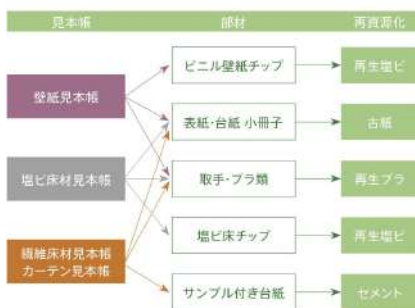 見本帳
部材
再資源化
壁紙見本帳
塩ビ床材見本帳
繊維床材見本帳
カーテン見本帳
ビニル壁紙チップ
表紙・台紙 小冊子
取手・プラ類
塩ビ床チップ
サンプル付き台紙
再生塩ビ
古紙
再生プラ
再生塩ビ
セメント